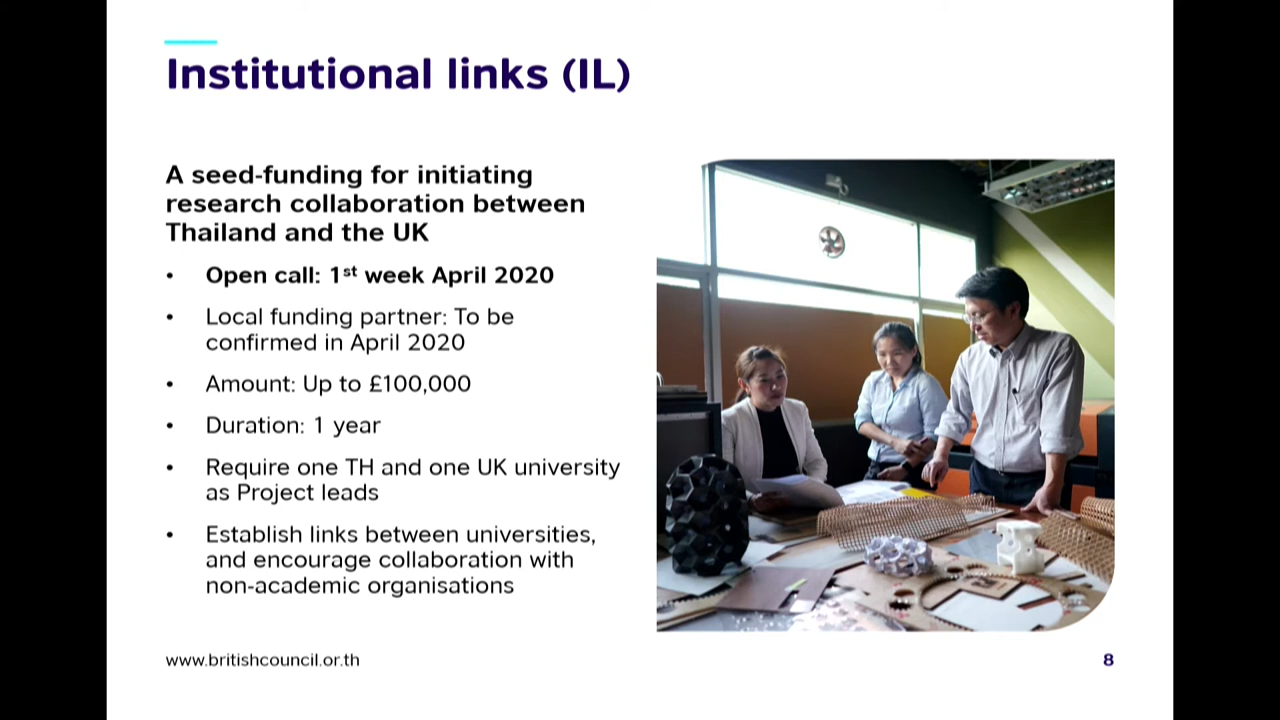 Institutional links (IL)
A seed-funding for initiating
research collaboration between
Thailand and the UK
• Open call: 1st week April 2020
• Local funding partner: To be
confirmed in April 2020
• Amount: Up to £100,000
• Duration: 1 year
• Require one TH and one UK university
as Project leads
• Establish links between universities,
and encourage collaboration with
non-academic organisations
www.britishcouncil.or.th
8